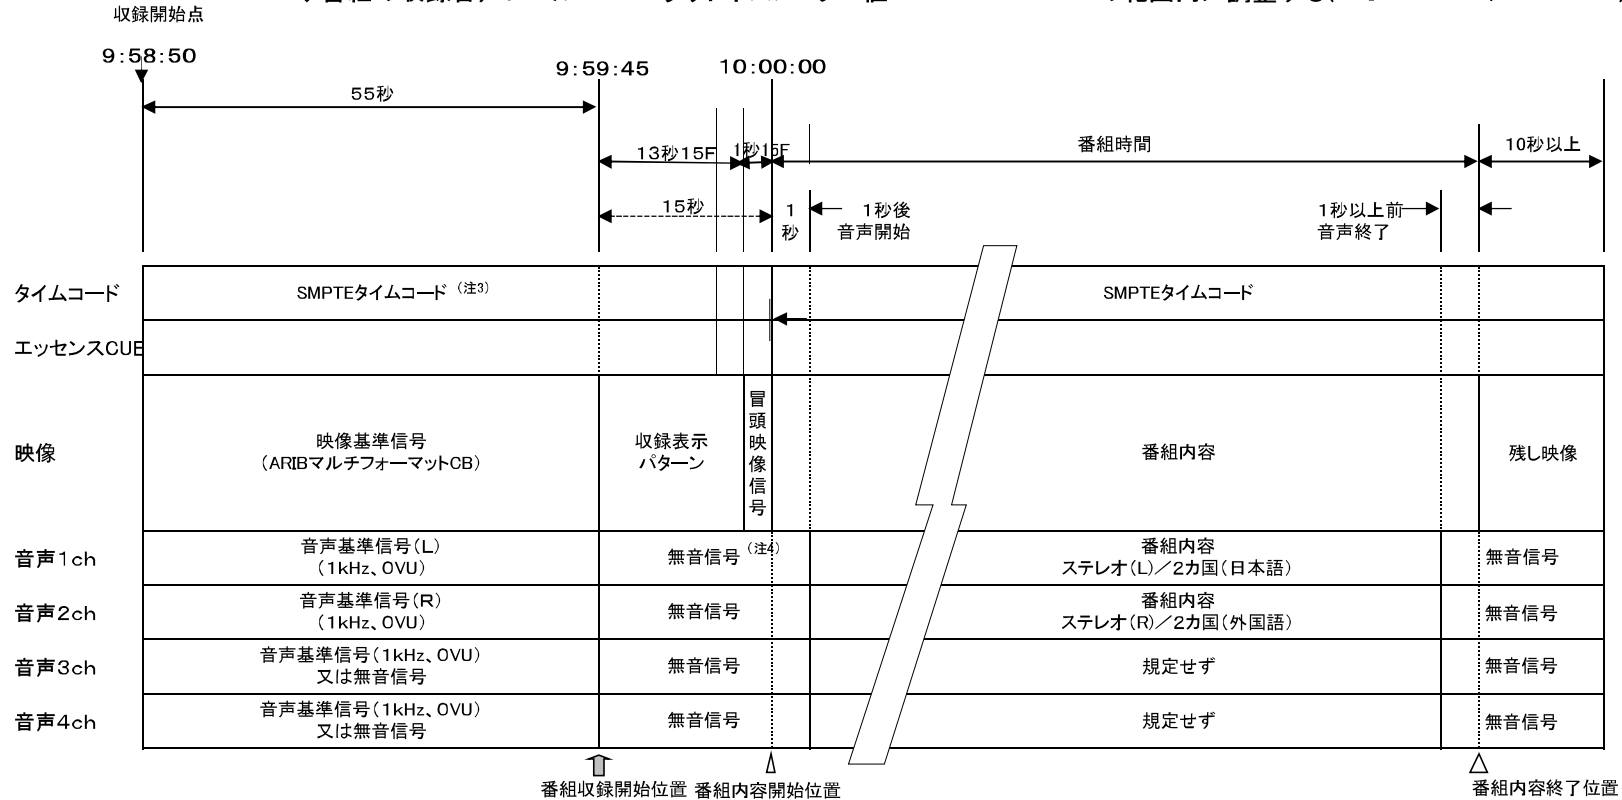 収録開始点
9:58:50
9:59:45
10:00:00
55秒
13秒15F
1秒15F
番組時間
10秒以上
15秒
1
秒
1秒後
音声開始
1秒以上前
音声終了
タイムコード
SMPTEタイムコード（注3）
SMPTEタイムコード
エッセンスCUE
映像
映像基準信号
（ARIBマルチフォーマットCB）
収録表示
パターン
冒頭映像信号
番組内容
残し映像
音声1ch
音声基準信号（L）
（1kHz、0VU）
無音信号（注4）
番組内容
ステレオ（L）／2カ国（日本語）
無音信号
音声2ch
音声基準信号（R）
（1kHz、0VU）
無音信号
番組内容
ステレオ（R）／2カ国（外国語）
無音信号
音声3ch
音声基準信号（1kHz、0VU）
又は無音信号
無音信号
規定せず
無音信号
音声4ch
音声基準信号（1kHz、0VU）
又は無音信号
無音信号
規定せず
無音信号
番組収録開始位置
番組内容開始位置
番組内容終了位置